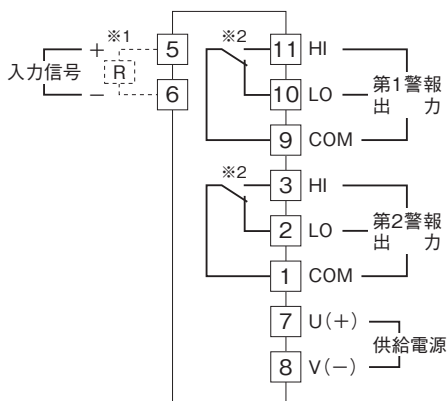 ※1
入力信号
+
−
R
5
6
※2
11 HI
10 LO
9 COM
第1警報
出 力
※2
3 HI
2 LO
1 COM
第2警報
出 力
7 U(+)
8 V(−)
供給電源